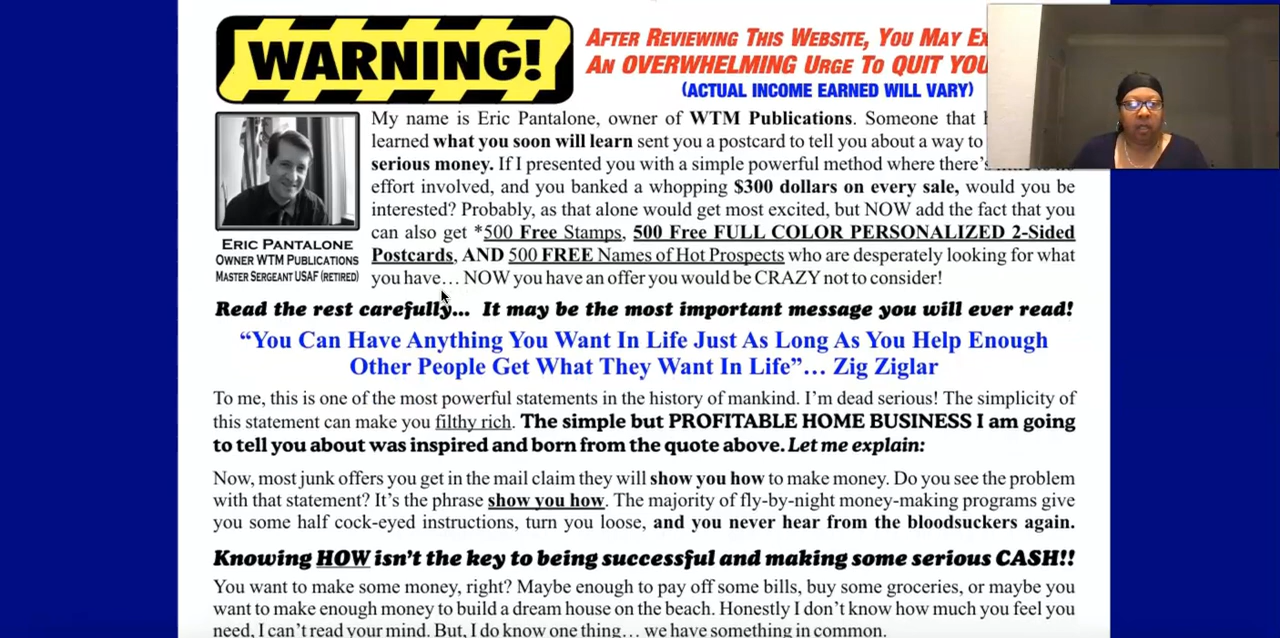 WARNING!
AFTER REVIEWING THIS WEBSITE, YOU MAY EX
AN OVERWHELMING URGE TO QUIT YOU
(ACTUAL INCOME EARNED WILL VARY)
My name is Eric Pantalone, owner of WTM Publications. Someone that
learned what you soon will learn sent you a postcard to tell you about a way to
serious money. If I presented you with a simple powerful method where there's
effort involved, and you banked a whopping $300 dollars on every sale, would you be
interested? Probably, as that alone would get most excited, but NOW add the fact that you
can also get *500 Free Stamps, 500 Free FULL COLOR PERSONALIZED 2-Sided
Postcards, AND 500 FREE Names of Hot Prospects who are desperately looking for what
you have… NOW you have an offer you would be CRAZY not to consider!
ERIC PANTALONE
OWNER WTM PUBLICATIONS
MASTER SERGEANT USAF (RETIRED)
Read the rest carefully… It may be the most important message you will ever read!
“You Can Have Anything You Want In Life Just As Long As You Help Enough
Other People Get What They Want In Life”… Zig Ziglar
To me, this is one of the most powerful statements in the history of mankind. I'm dead serious! The simplicity of
this statement can make you filthy rich. The simple but PROFITABLE HOME BUSINESS I am going
to tell you about was inspired and born from the quote above. Let me explain:
Now, most junk offers you get in the mail claim they will show you how to make money. Do you see the problem
with that statement? It's the phrase show you how. The majority of fly-by-night money-making programs give
you some half cock-eyed instructions, turn you loose, and you never hear from the bloodsuckers again.
Knowing HOW isn't the key to being successful and making some serious CASH!!
You want to make some money, right? Maybe enough to pay off some bills, buy some groceries, or maybe you
want to make enough money to build a dream house on the beach. Honestly I don't know how much you feel you
need, I can't read your mind. But, I do know one thing… we have something in common.